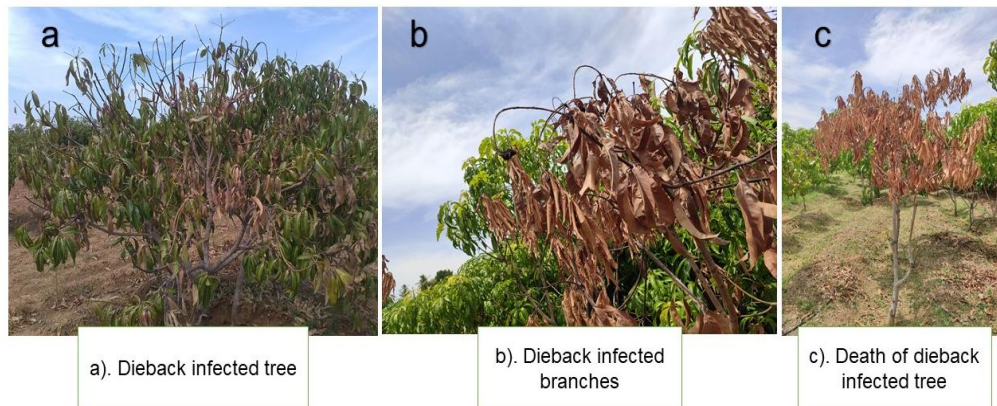 a
b
c
a). Dieback infected tree
b). Dieback infected
branches
c). Death of dieback
infected tree